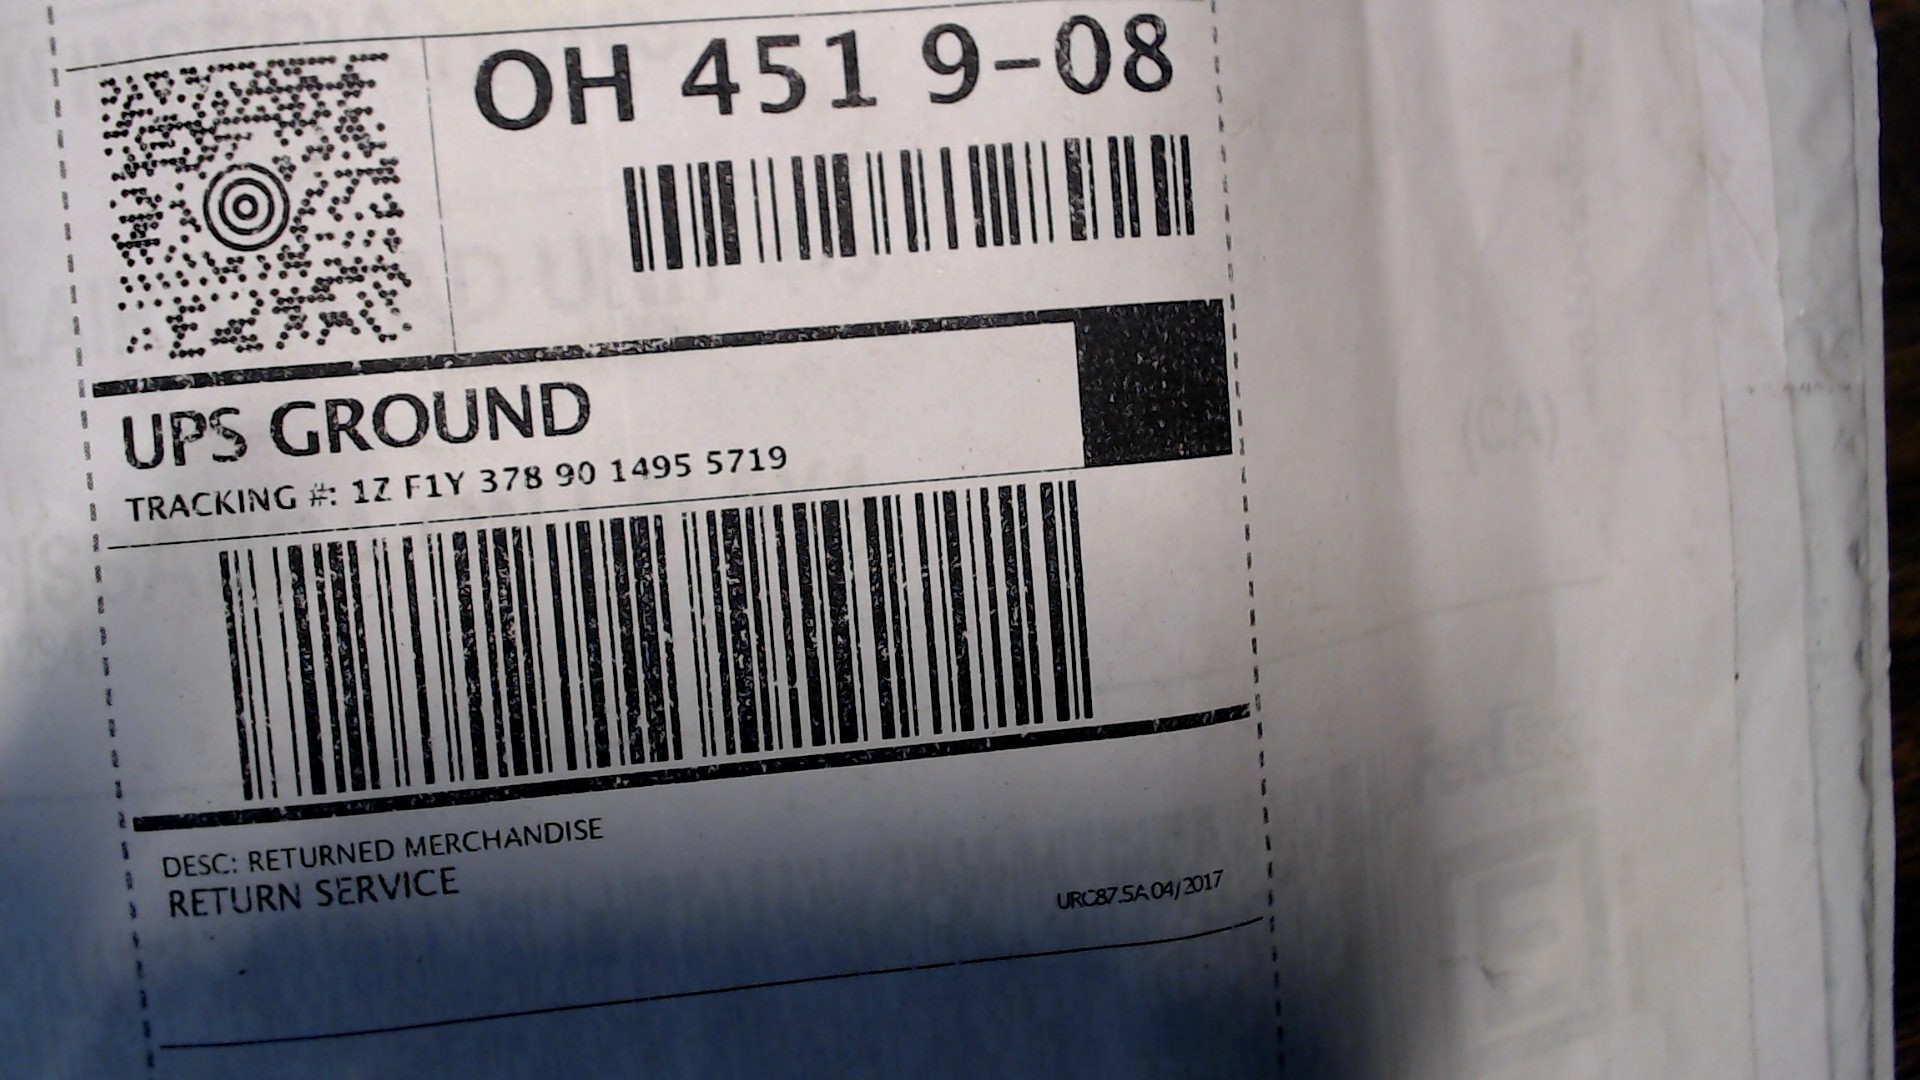 OH 451 9-08
UPS GROUND
TRACKING #: 1Z F1Y 378 90 1495 5719
DESC: RETURNED MERCHANDISE
RETURN SERVICE
URC87.5A 04/2017
(CA)